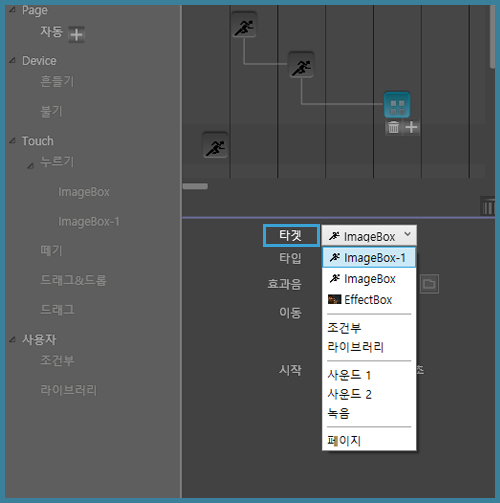 Page
자동
Device
흔들기
불기
Touch
누르기
ImageBox
ImageBox-1
떼기
드래그&드롭
드래그
사용자
조건부
라이브러리
타겟 ImageBox
타입
효과음
이동
시작
초
ImageBox-1
ImageBox
EffectBox
조건부
라이브러리
사운드 1
사운드 2
녹음
페이지